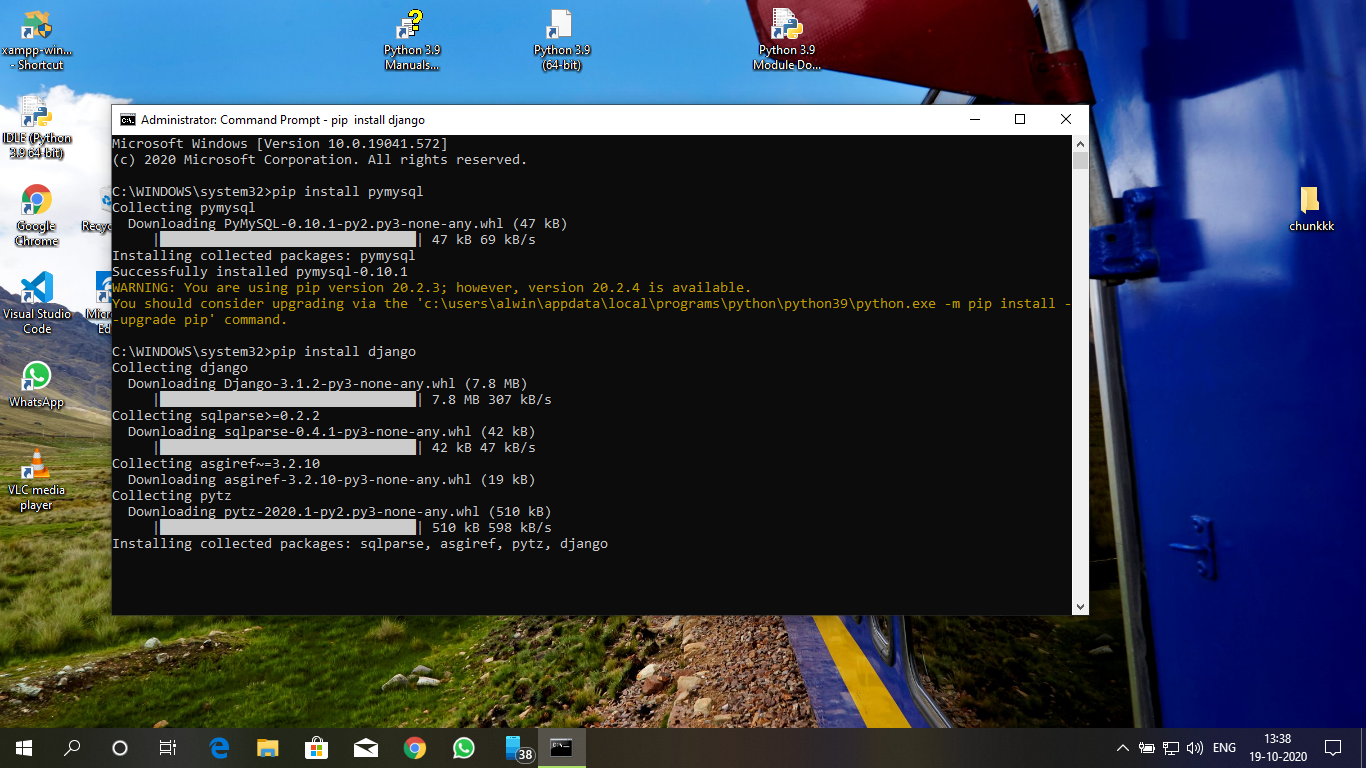 xampp-win...
- Shortcut
Python 3.9
Manuals...
Python 3.9
(64-bit)
Python 3.9
Module Do...
IDLE (Python
3.9 64-bit)
Google
Chrome
Visual Studio
Code
WhatsApp
VLC media
player
chunkkk
Administrator: Command Prompt - pip  install django
Microsoft Windows [Version 10.0.19041.572]
(c) 2020 Microsoft Corporation. All rights reserved.
C:\WINDOWS\system32>pip install pymysql
Collecting pymysql
Downloading PyMySQL-0.10.1-py2.py3-none-any.whl (47 kB)
|████████████████████████████████| 47 kB 69 kB/s
Installing collected packages: pymysql
Successfully installed pymysql-0.10.1
WARNING: You are using pip version 20.2.3; however, version 20.2.4 is available.
You should consider upgrading via the 'c:\users\alwin\appdata\local\programs\python\python39\python.exe -m pip install -
-upgrade pip' command.
C:\WINDOWS\system32>pip install django
Collecting django
Downloading Django-3.1.2-py3-none-any.whl (7.8 MB)
|████████████████████████████████| 7.8 MB 307 kB/s
Collecting sqlparse>=0.2.2
Downloading sqlparse-0.4.1-py3-none-any.whl (42 kB)
|████████████████████████████████| 42 kB 47 kB/s
Collecting asgiref~=3.2.10
Downloading asgiref-3.2.10-py3-none-any.whl (19 kB)
Collecting pytz
Downloading pytz-2020.1-py2.py3-none-any.whl (510 kB)
|████████████████████████████████| 510 kB 598 kB/s
Installing collected packages: sqlparse, asgiref, pytz, django
38
ENG
13:38
19-10-2020